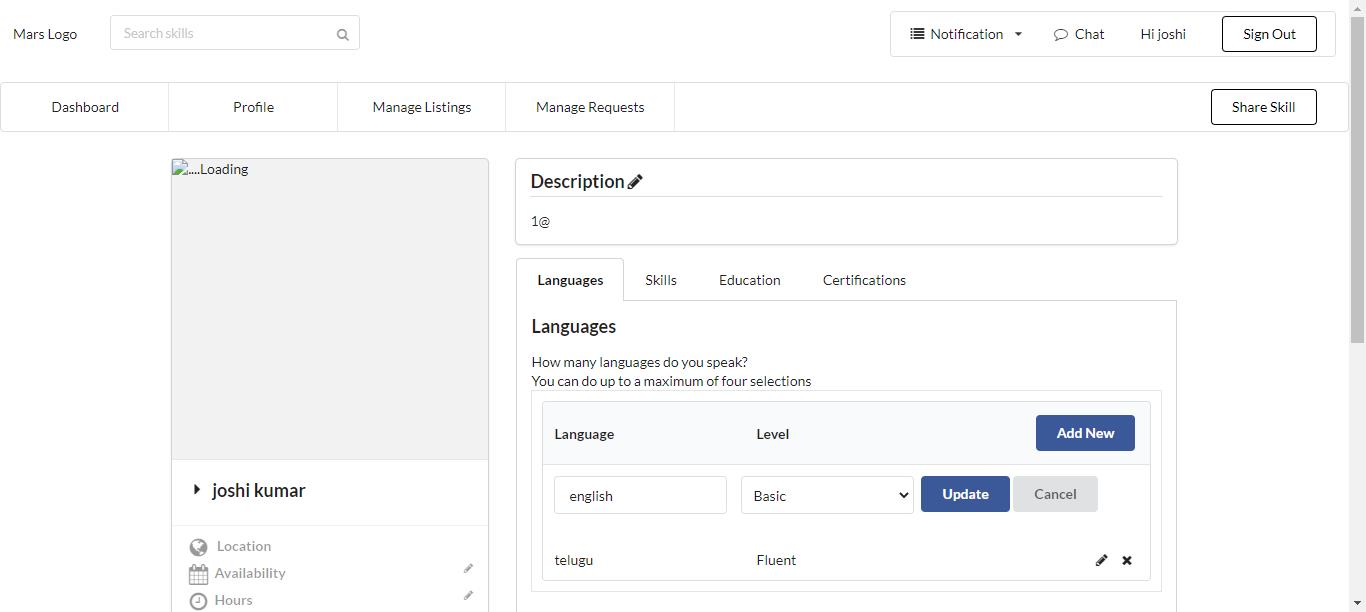 Mars Logo
Search skills
Notification
Chat
Hi joshi
Sign Out
Dashboard
Profile
Manage Listings
Manage Requests
Share Skill
....Loading
joshi kumar
Location
Availability
Hours
Description
1@
Languages
Skills
Education
Certifications
Languages
How many languages do you speak?
You can do up to a maximum of four selections
Language
Level
Add New
english
Basic
Update
Cancel
telugu
Fluent